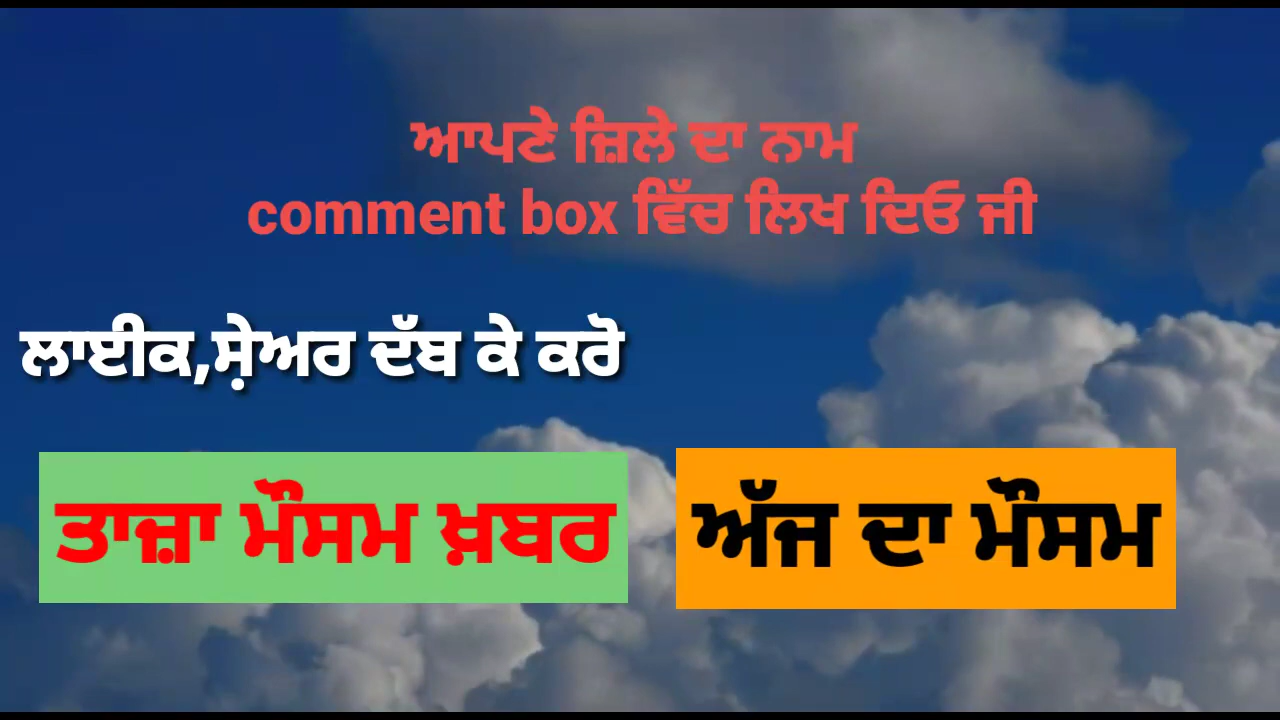 ਆਪਣੇ ਜ਼ਿਲੇ ਦਾ ਨਾਮ
comment box ਵਿੱਚ ਲਿਖ ਦਿਓ ਜੀ
ਲਾਈਕ,ਸ਼ੇਅਰ ਦੱਬ ਕੇ ਕਰੋ
ਤਾਜ਼ਾ ਮੌਸਮ ਖ਼ਬਰ
ਅੱਜ ਦਾ ਮੌਸਮ